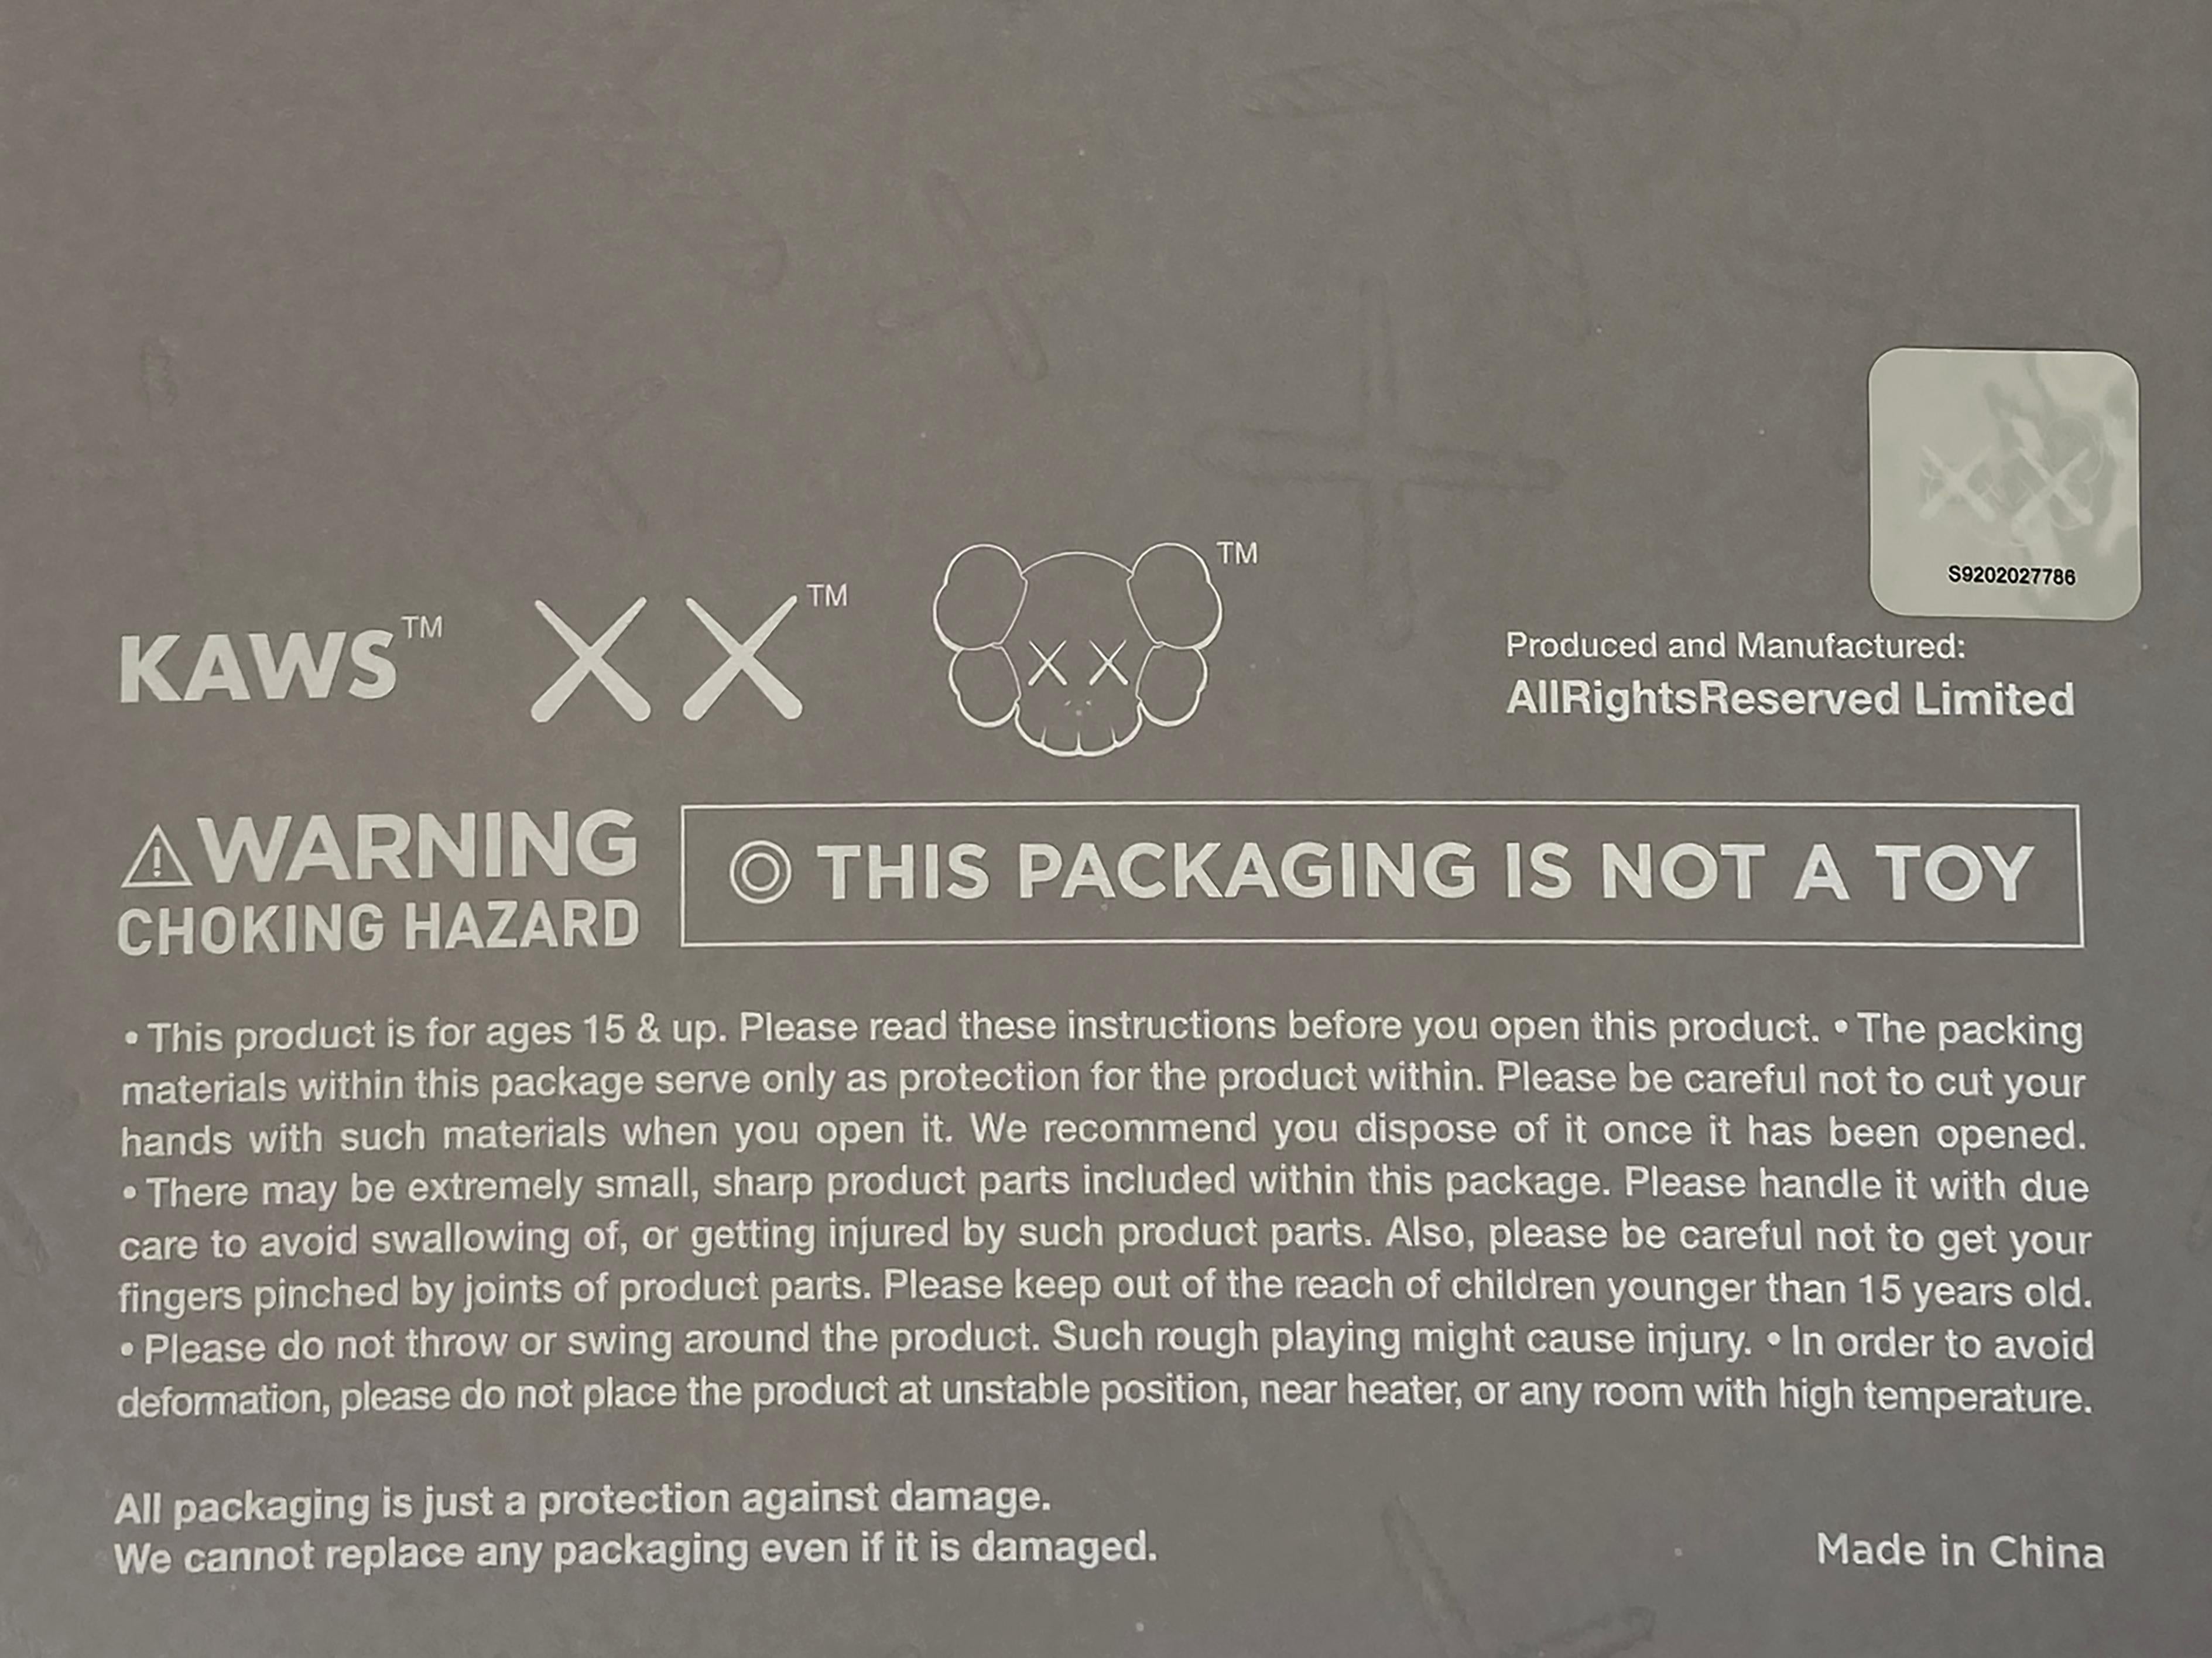 S9202027786
KAWS™ XX™ XX ™
Produced and Manufactured:
AllRightsReserved Limited
WARNING
CHOKING HAZARD
THIS PACKAGING IS NOT A TOY
• This product is for ages 15 & up. Please read these instructions before you open this product. • The packing
materials within this package serve only as protection for the product within. Please be careful not to cut your
hands with such materials when you open it. We recommend you dispose of it once it has been opened.
• There may be extremely small, sharp product parts included within this package. Please handle it with due
care to avoid swallowing of, or getting injured by such product parts. Also, please be careful not to get your
fingers pinched by joints of product parts. Please keep out of the reach of children younger than 15 years old.
• Please do not throw or swing around the product. Such rough playing might cause injury. • In order to avoid
deformation, please do not place the product at unstable position, near heater, or any room with high temperature.
All packaging is just a protection against damage.
We cannot replace any packaging even if it is damaged.
Made in China